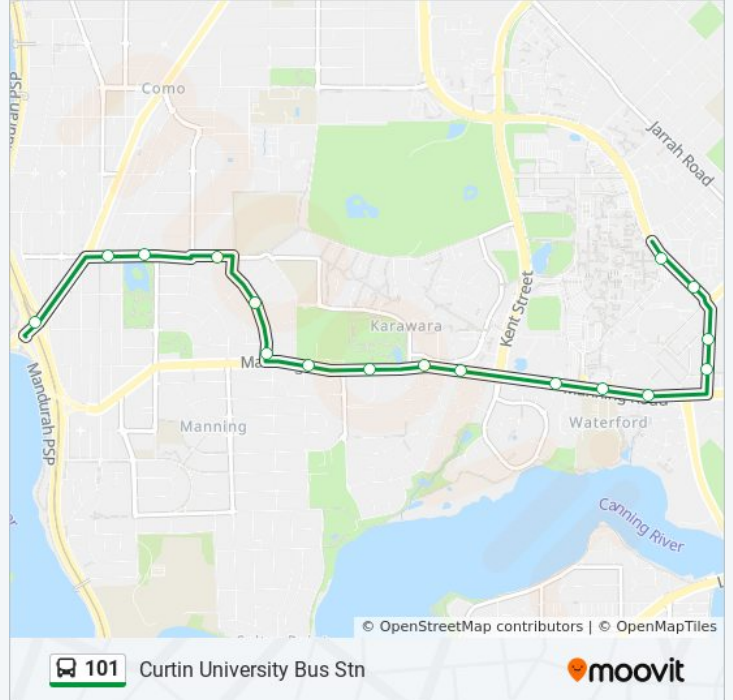 Como
Jarrah Road
Kent Street
Karawara
Mandurah PSP
Manning
Waterford
Canning River
© OpenStreetMap contributors | © OpenMapTiles
101 Curtin University Bus Stn
moovit